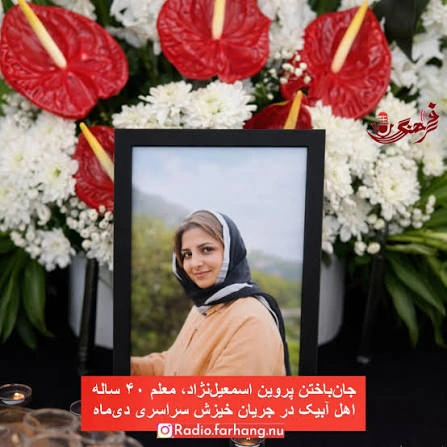 فرهنگ
جان‌باختن پروین اسمعیل‌نژاد، معلم ۴۰ ساله
اهل آبیک در جریان خیزش سراسری دی‌ماه
Radio.farhang.nu